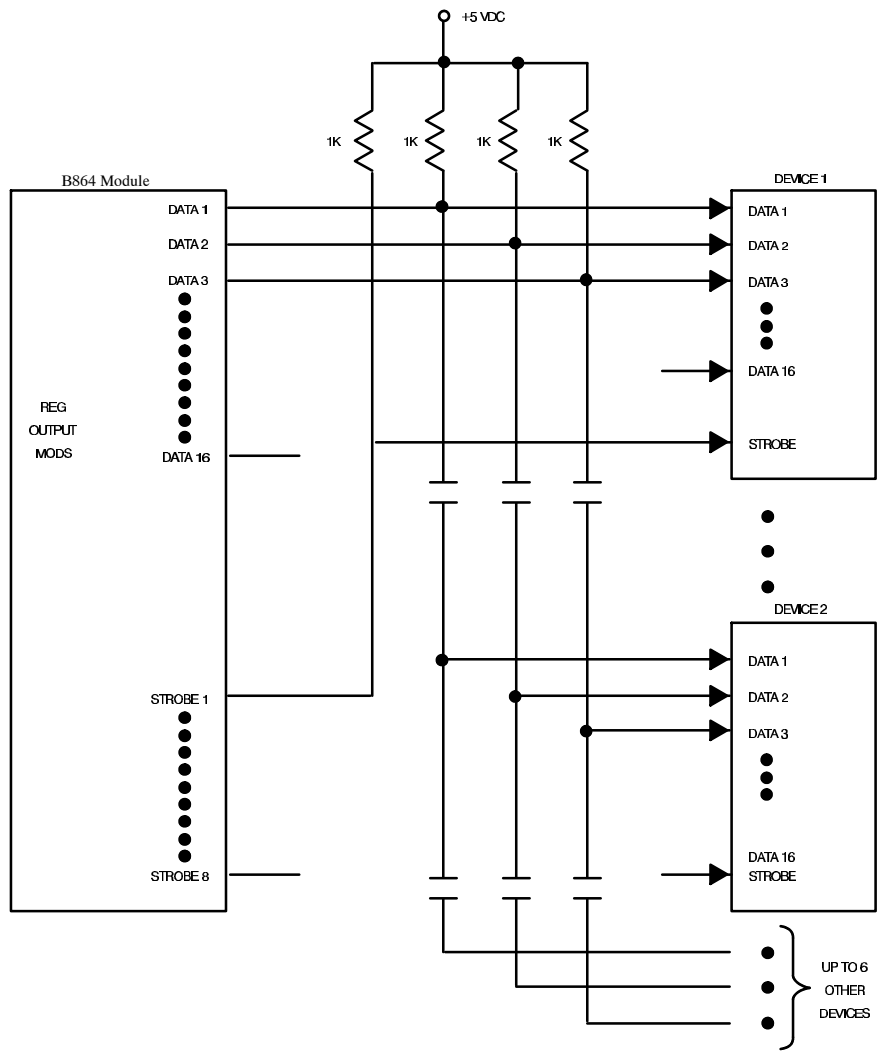 +5 VDC
1K
1K
1K
1K
B864 Module
DATA 1
DATA 2
DATA 3
REG
OUTPUT
MODS
DATA 16
STROBE 1
STROBE 8
DEVICE 1
DATA 1
DATA 2
DATA 3
DATA 16
STROBE
DEVICE 2
DATA 1
DATA 2
DATA 3
DATA 16
STROBE
UP TO 6
OTHER
DEVICES